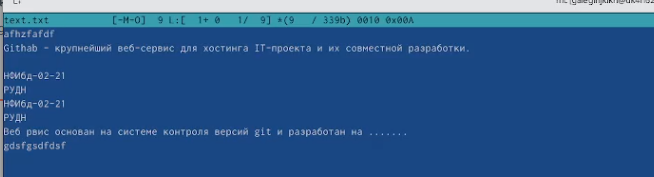 text.txt [-M-O] 9 L:[ 1+ 0 1/ 9] *(9 / 339b) 0010 0x00A
afhzfafdf
Githab - крупнейший веб-сервис для хостинга IT-проекта и их совместной разработки.
НФИбд-02-21
РУДН
НФИбд-02-21
РУДН
Веб рвис основан на системе контроля версий git и разработан на .......
gdsfgsdfdsf